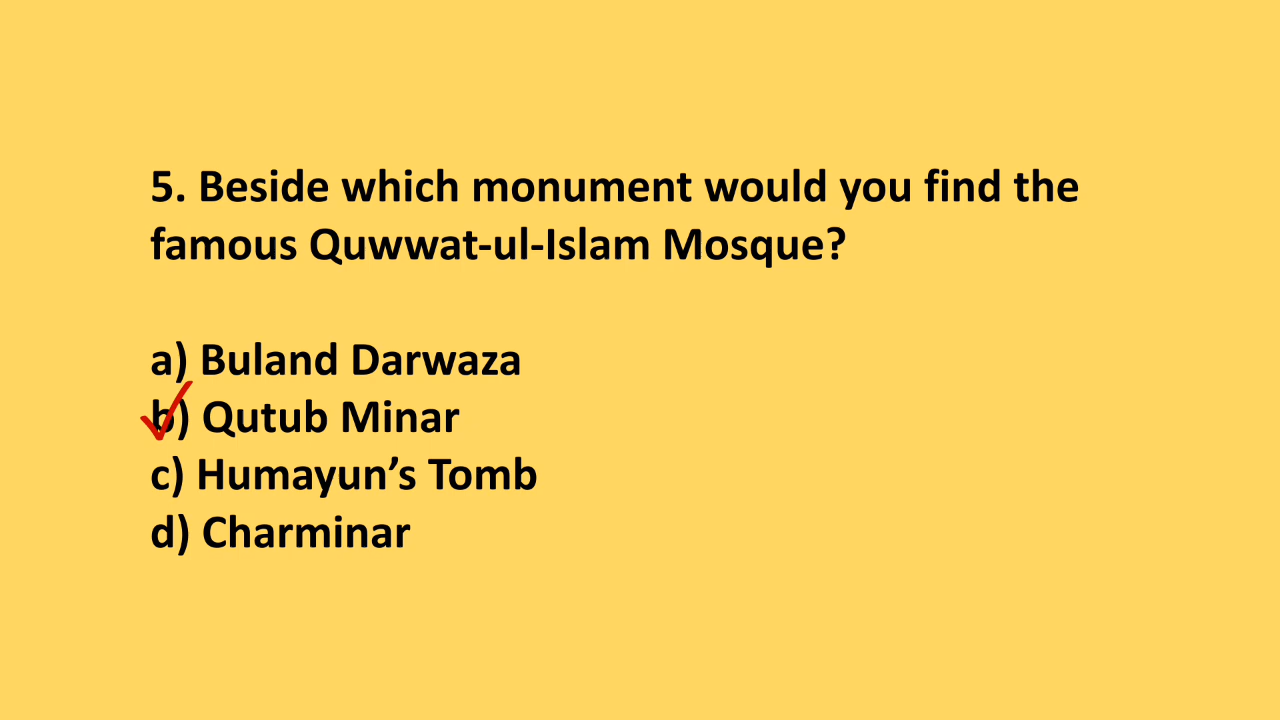 5. Beside which monument would you find the
famous Quwwat-ul-Islam Mosque?
a) Buland Darwaza
b) Qutub Minar
c) Humayun’s Tomb
d) Charminar